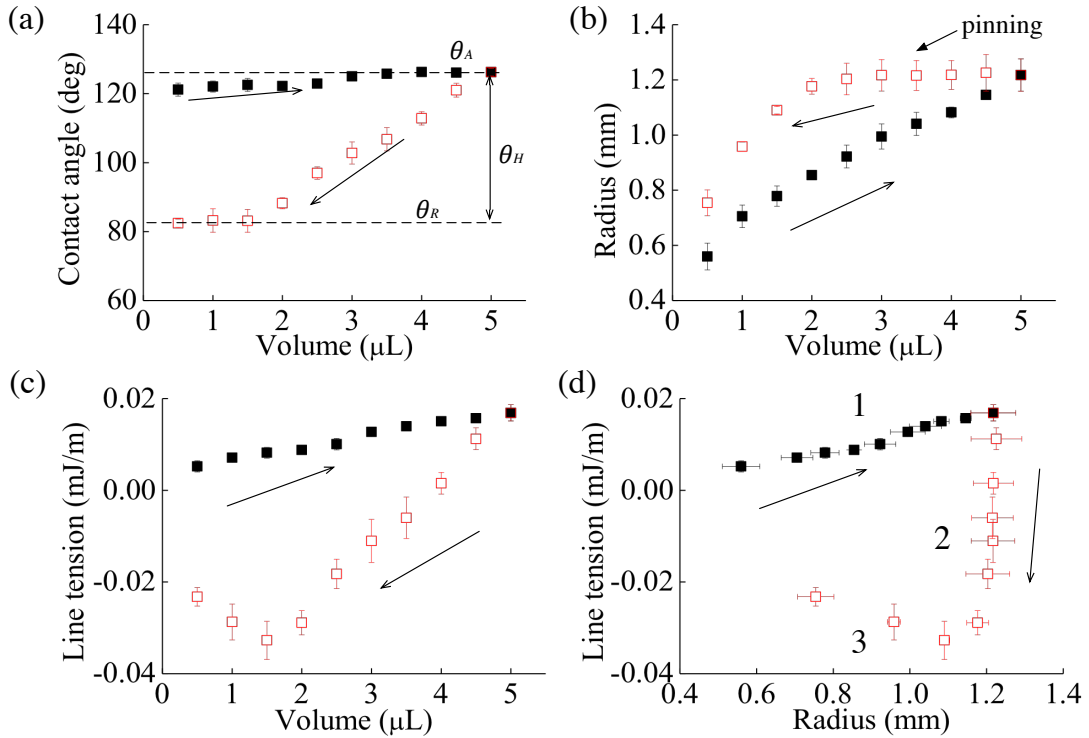 (a)
140
120
100
80
60
Contact angle (deg)
θA
θH
θR
0 1 2 3 4 5
Volume (μL)
(b)
1.4
1.2
1.0
0.8
0.6
0.4
Radius (mm)
pinning
0 1 2 3 4 5
Volume (μL)
(c)
0.02
0.00
-0.02
-0.04
Line tension (mJ/m)
0 1 2 3 4 5
Volume (μL)
(d)
0.02
0.00
-0.02
-0.04
Line tension (mJ/m)
1
2
3
0.4 0.6 0.8 1.0 1.2 1.4
Radius (mm)